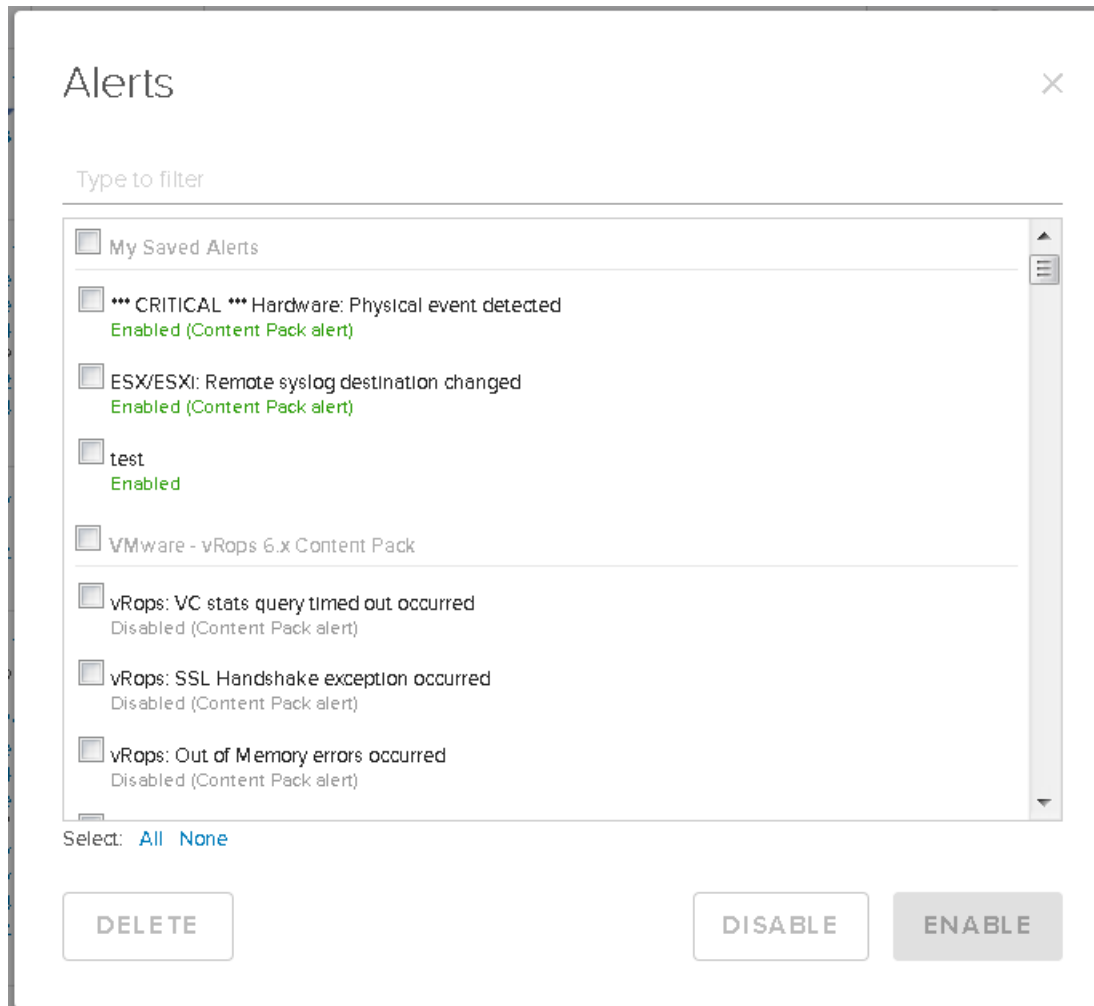 Alerts
Type to filter
My Saved Alerts
*** CRITICAL *** Hardware: Physical event detected
Enabled (Content Pack alert)
ESX/ESXi: Remote syslog destination changed
Enabled (Content Pack alert)
test
Enabled
VMware - vRops 6.x Content Pack
vRops: VC stats query timed out occurred
Disabled (Content Pack alert)
vRops: SSL Handshake exception occurred
Disabled (Content Pack alert)
vRops: Out of Memory errors occurred
Disabled (Content Pack alert)
Select: All None
DELETE DISABLE ENABLE